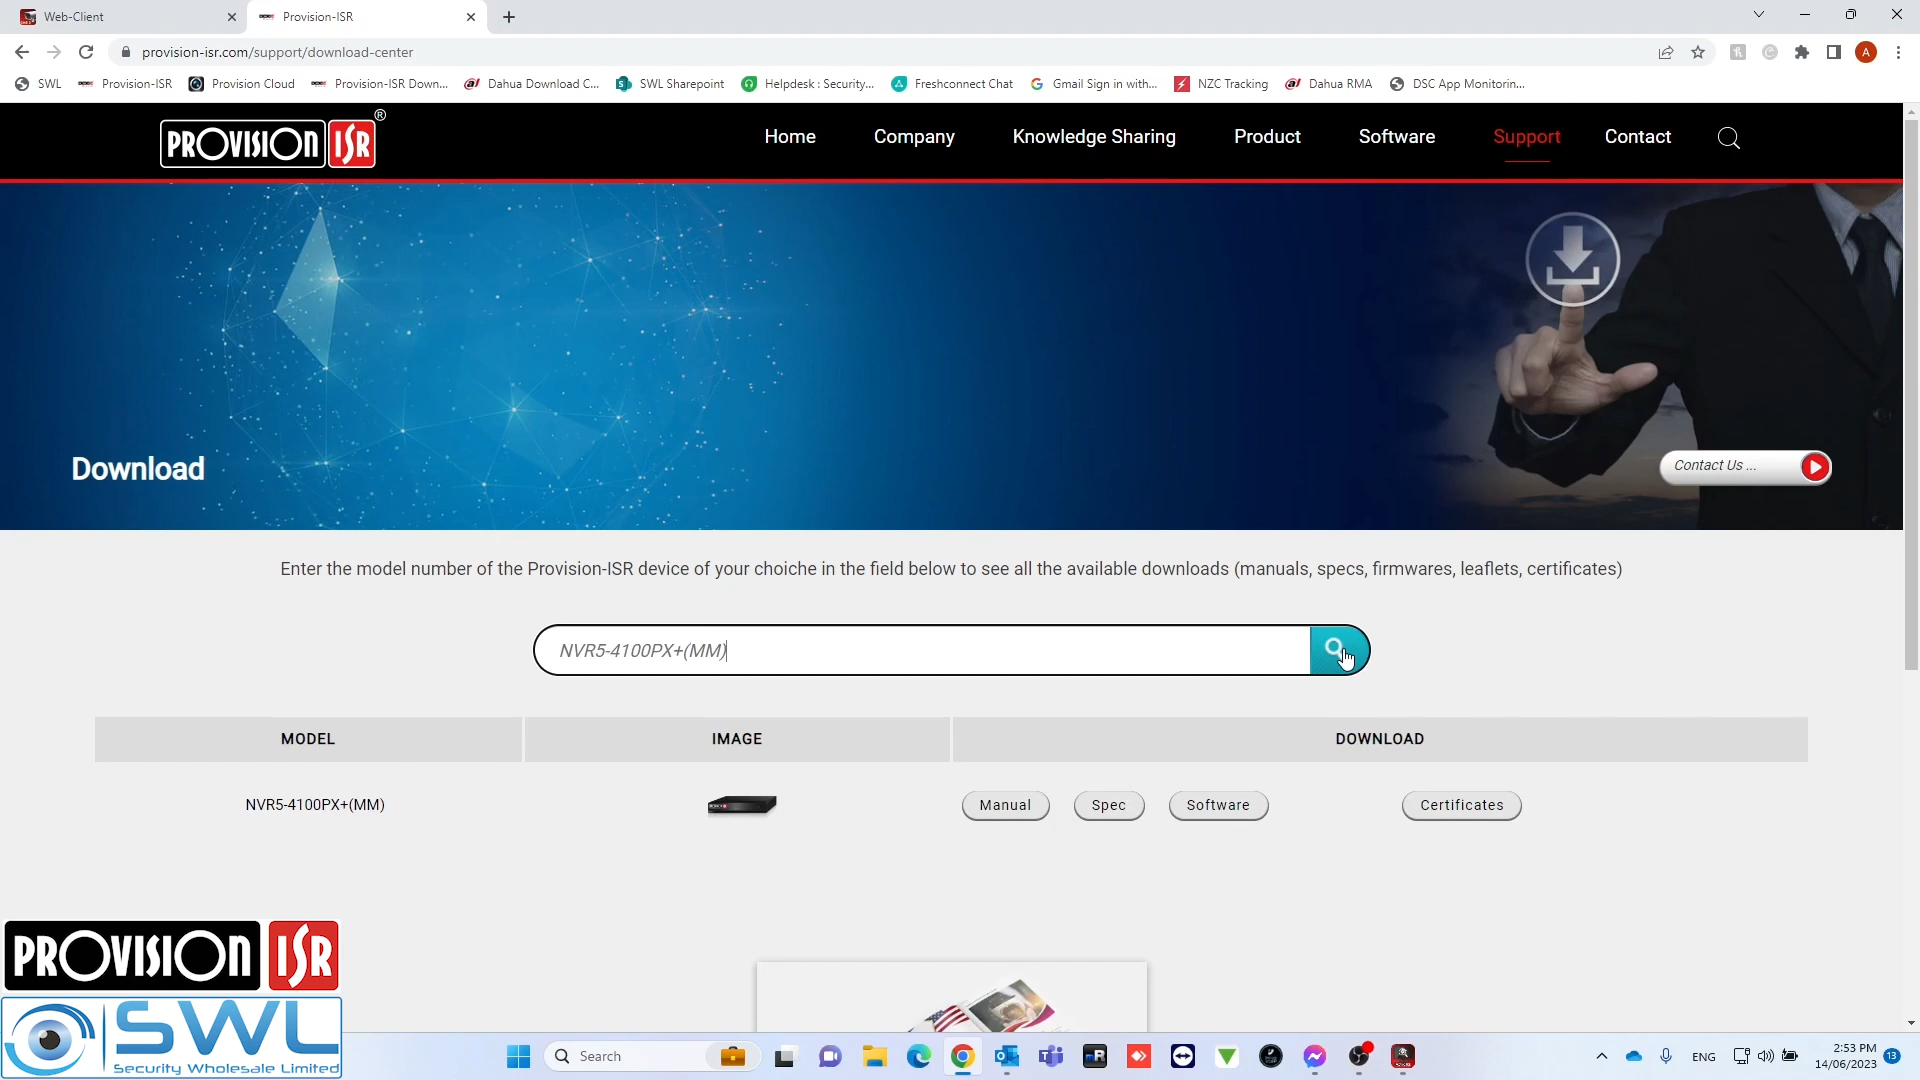 Web-Client
Provision-ISR
provision-isr.com/support/download-center
A
SWL
Provision-ISR
Provision Cloud
Provision-ISR Down...
Dahua Download C...
SWL Sharepoint
Helpdesk : Security...
Freshconnect Chat
Gmail Sign in with...
NZC Tracking
Dahua RMA
DSC App Monitorin...
PROVISION ISR ®
Home
Company
Knowledge Sharing
Product
Software
Support
Contact
Download
Contact Us ...
Enter the model number of the Provision-ISR device of your choiche in the field below to see all the available downloads (manuals, specs, firmwares, leaflets, certificates)
NVR5-4100PX+(MM)
MODEL
IMAGE
DOWNLOAD
NVR5-4100PX+(MM)
Manual
Spec
Software
Certificates
PROVISION ISR
SWL
Security Wholesale Limited
Search
ENG
2:53 PM
14/06/2023
13